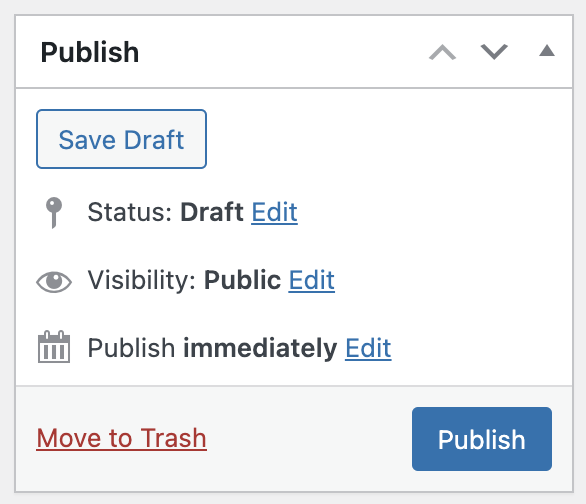 Publish
Save Draft
Status: Draft Edit
Visibility: Public Edit
Publish immediately Edit
Move to Trash
Publish